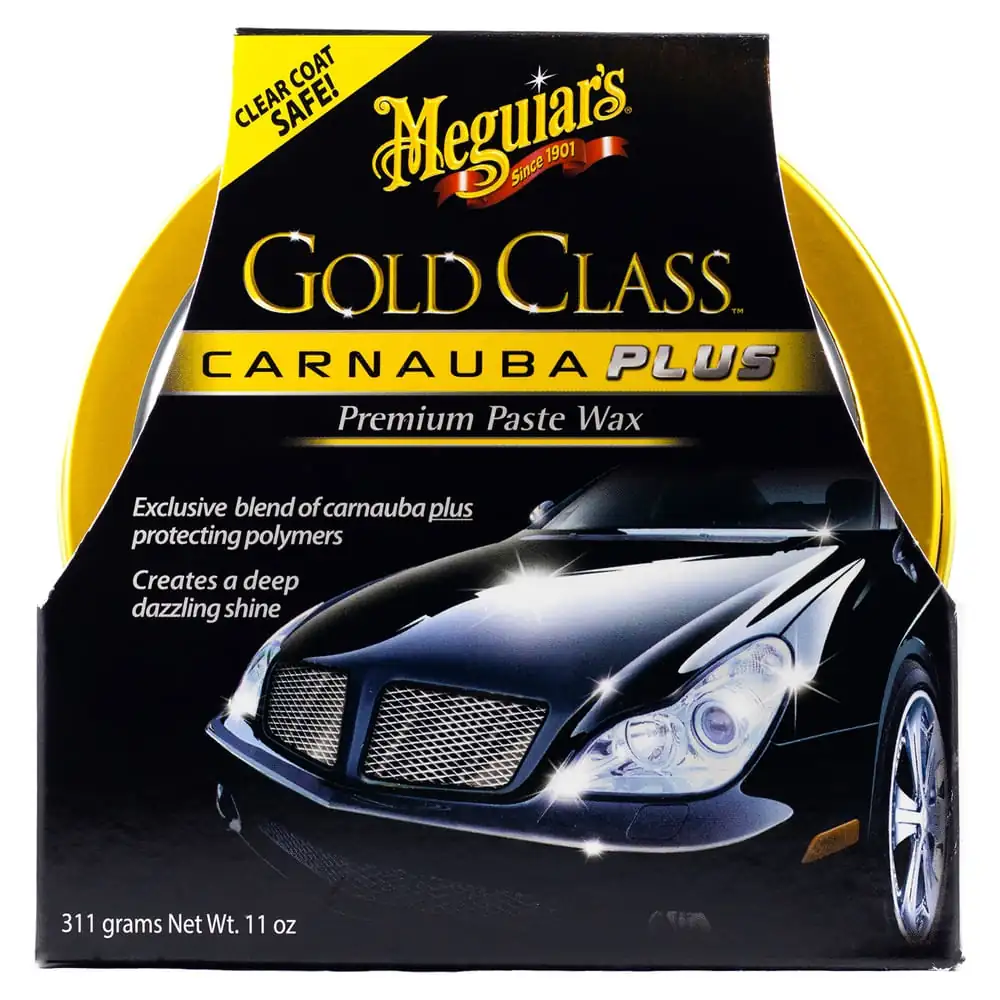 CLEAR COAT
SAFE!
Meguiar's®
Since 1901
GOLD CLASS™
CARNAUBA PLUS
Premium Paste Wax
Exclusive blend of carnauba plus
protecting polymers
Creates a deep
dazzling shine
311 grams Net Wt. 11 oz